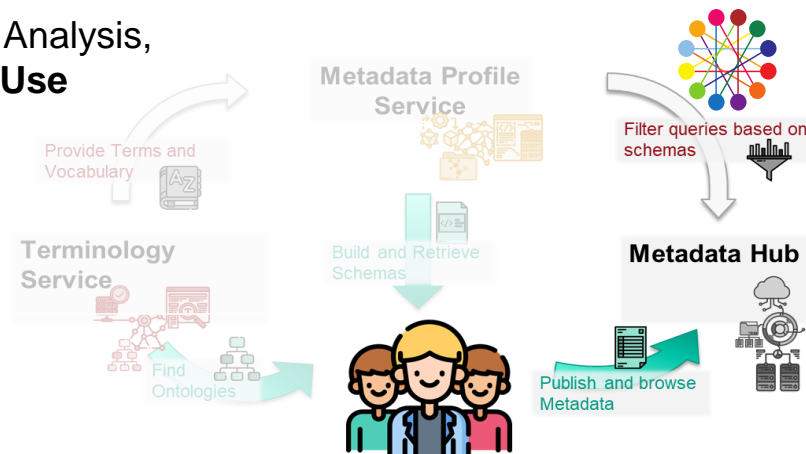 Analysis,
Use
Metadata Profile
Service
Filter queries based on
schemas
Provide Terms and
Vocabulary
A-Z
Terminology
Service
Build and Retrieve
Schemas
Metadata Hub
Find
Ontologies
Publish and browse
Metadata